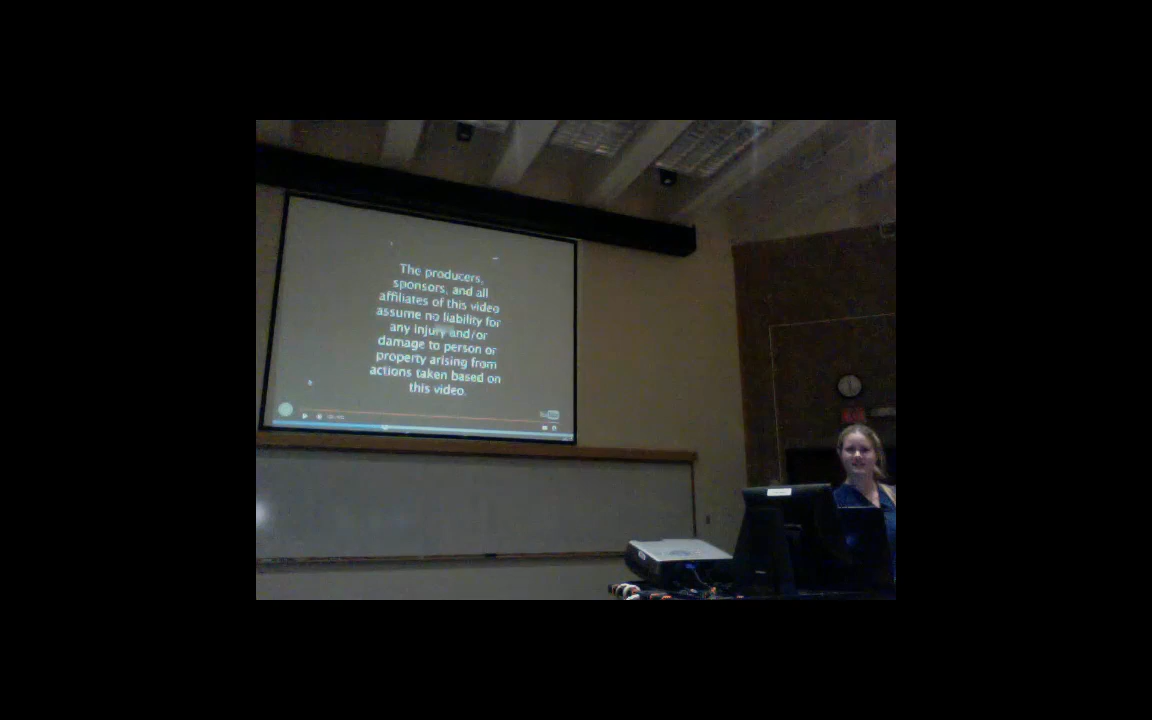 The producers,
sponsors, and all
affiliates of this video
assume no liability for
any injury and/or
damage to person or
property arising from
actions taken based on
this video.